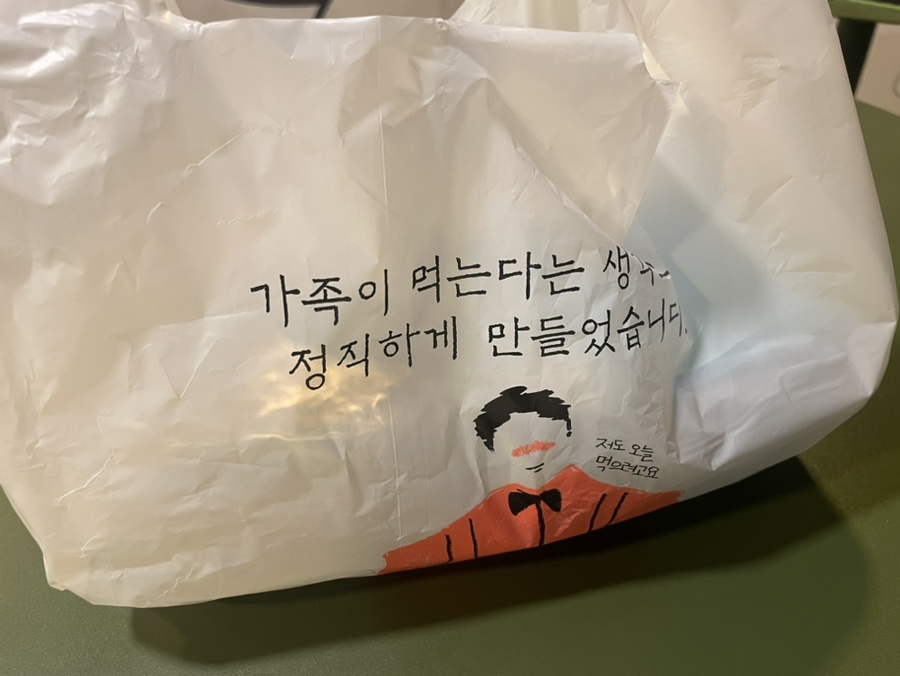 가족이 먹는다는
정직하게 만들었습니다.
저도 오늘
먹으려고요